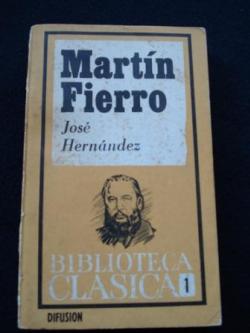 Martín
Fierro
José
Hernández
BIBLIOTECA
CLASICA 1
DIFUSION